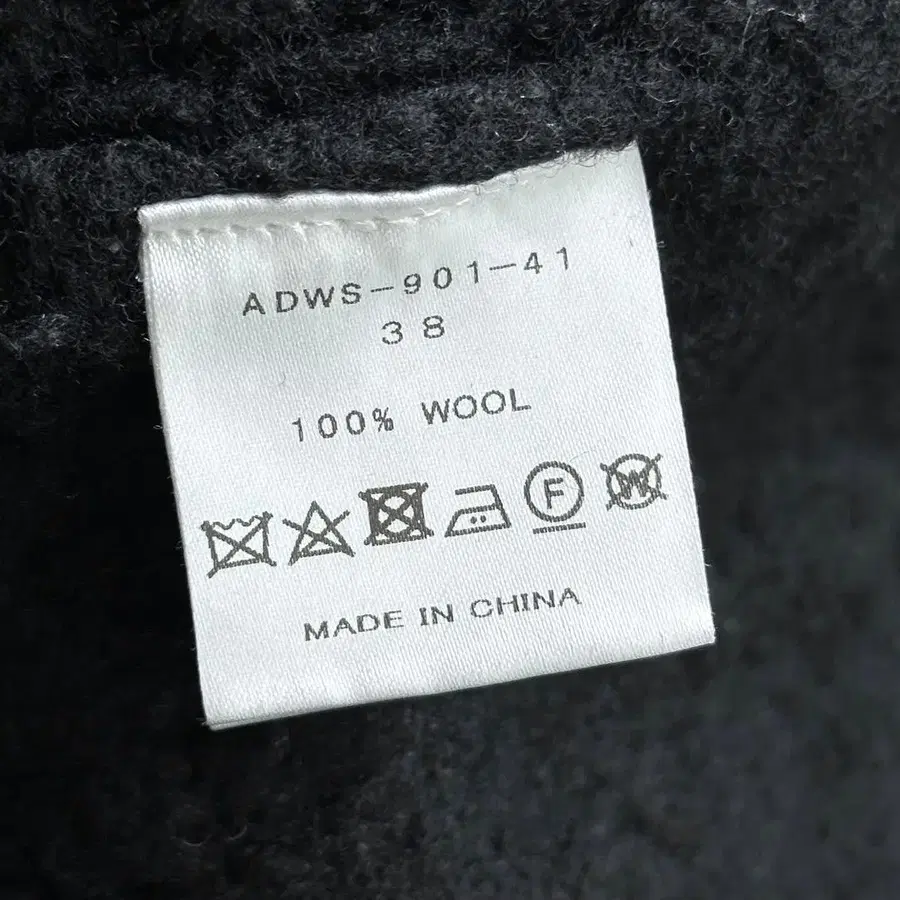 ADWS-901-41
38
100% WOOL
F W
MADE IN CHINA